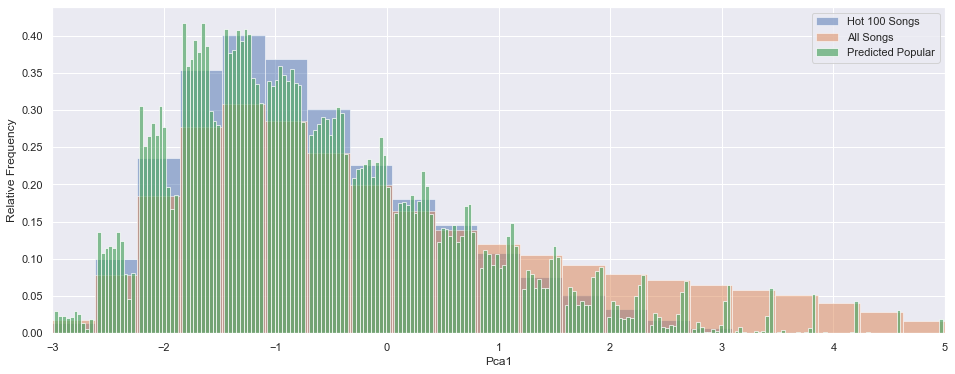 Hot 100 Songs
All Songs
Predicted Popular
Relative Frequency
0.40
0.35
0.30
0.25
0.20
0.15
0.10
0.05
0.00
−3 −2 −1 0 1 2 3 4 5
Pca1